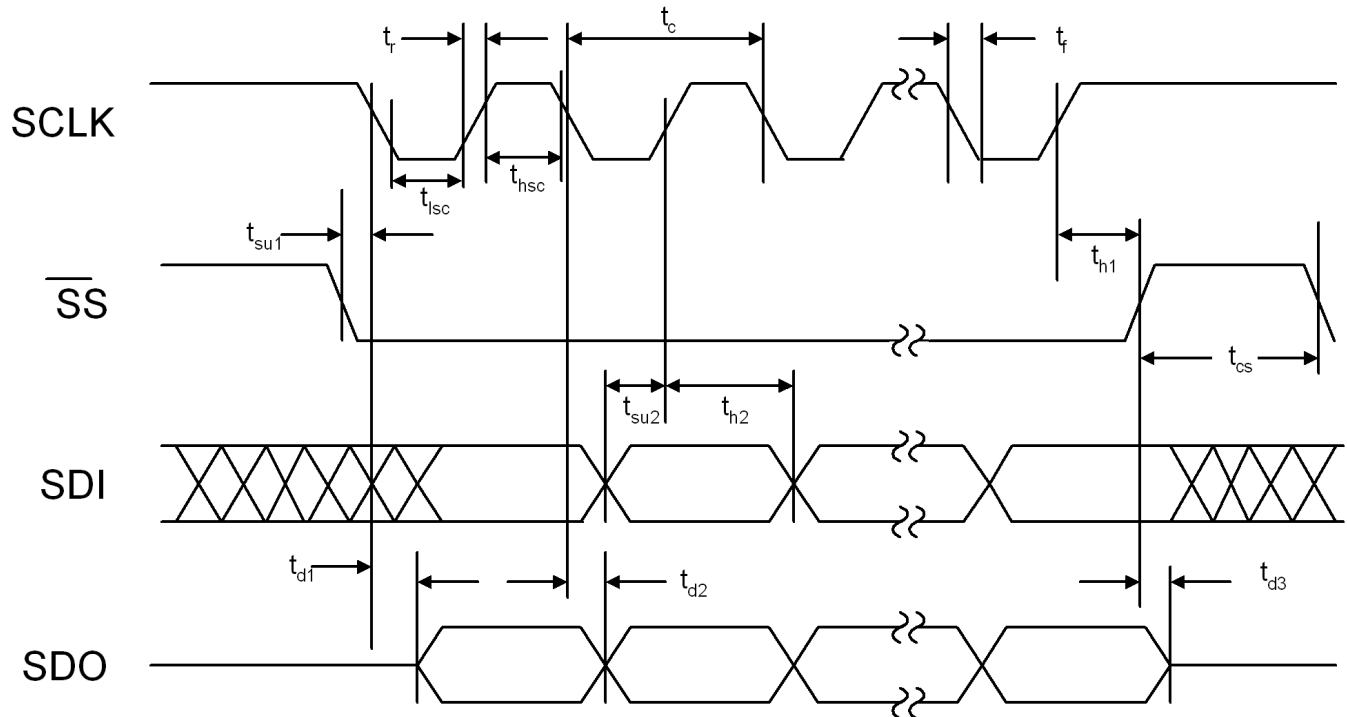 t_r
t_c
t_f
SCLK
t_lsc
t_hsc
t_su1
t_h1
SS
t_cs
t_su2
t_h2
SDI
t_d1
t_d2
t_d3
SDO